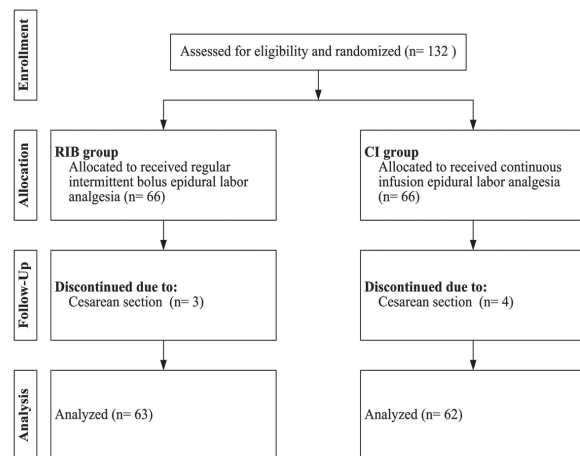 Enrollment
Assessed for eligibility and randomized (n= 132 )
Allocation
RIB group
Allocated to received regular
intermittent bolus epidural labor
analgesia (n= 66)
CI group
Allocated to received continuous
infusion epidural labor analgesia
(n= 66)
Follow-Up
Discontinued due to:
Cesarean section (n= 3)
Discontinued due to:
Cesarean section (n= 4)
Analysis
Analyzed (n= 63)
Analyzed (n= 62)